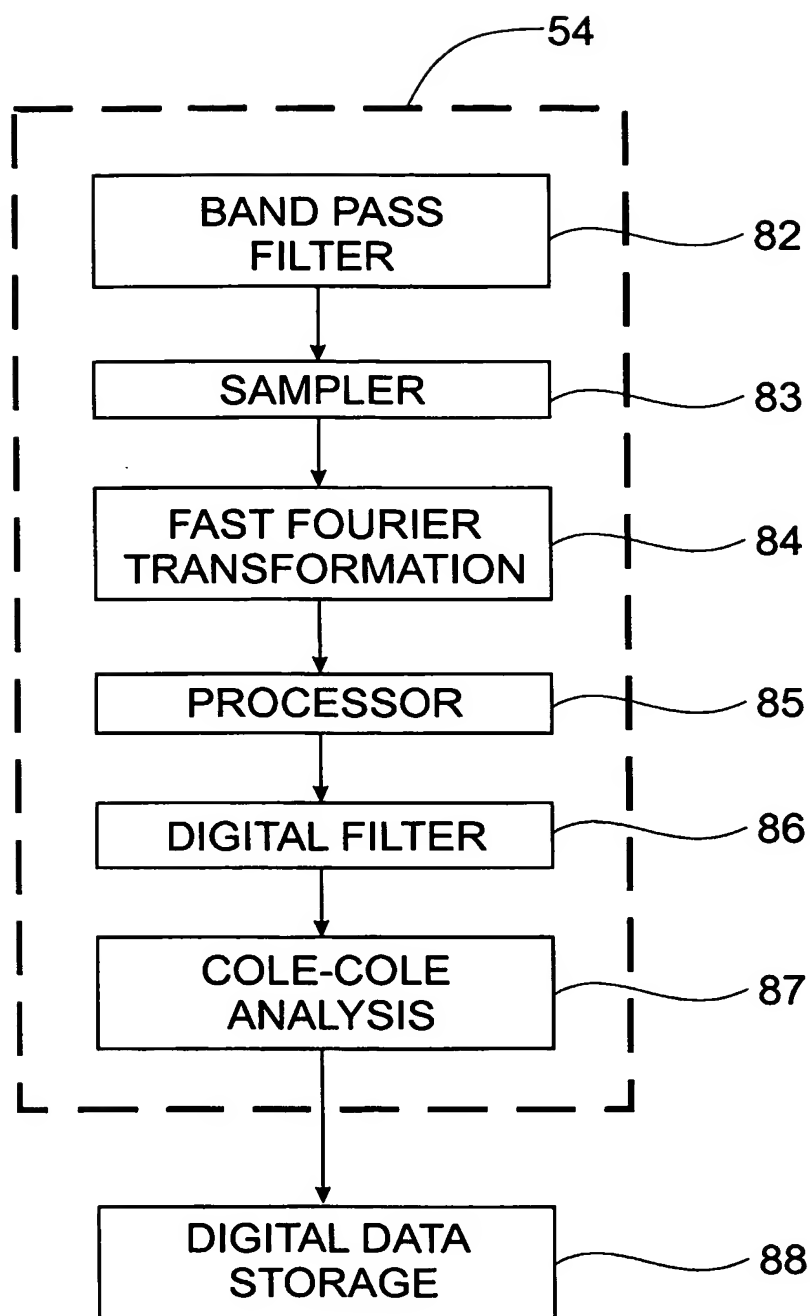 54
BAND PASS
FILTER
82
SAMPLER
83
FAST FOURIER
TRANSFORMATION
84
PROCESSOR
85
DIGITAL FILTER
86
COLE-COLE
ANALYSIS
87
DIGITAL DATA
STORAGE
88